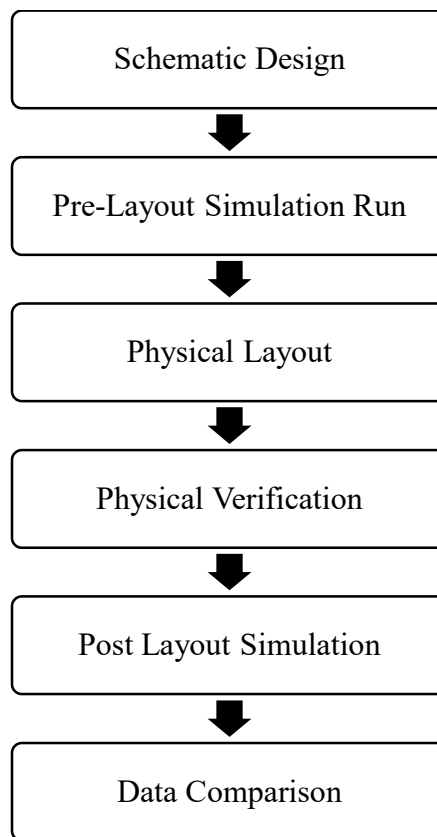 Schematic Design
Pre-Layout Simulation Run
Physical Layout
Physical Verification
Post Layout Simulation
Data Comparison